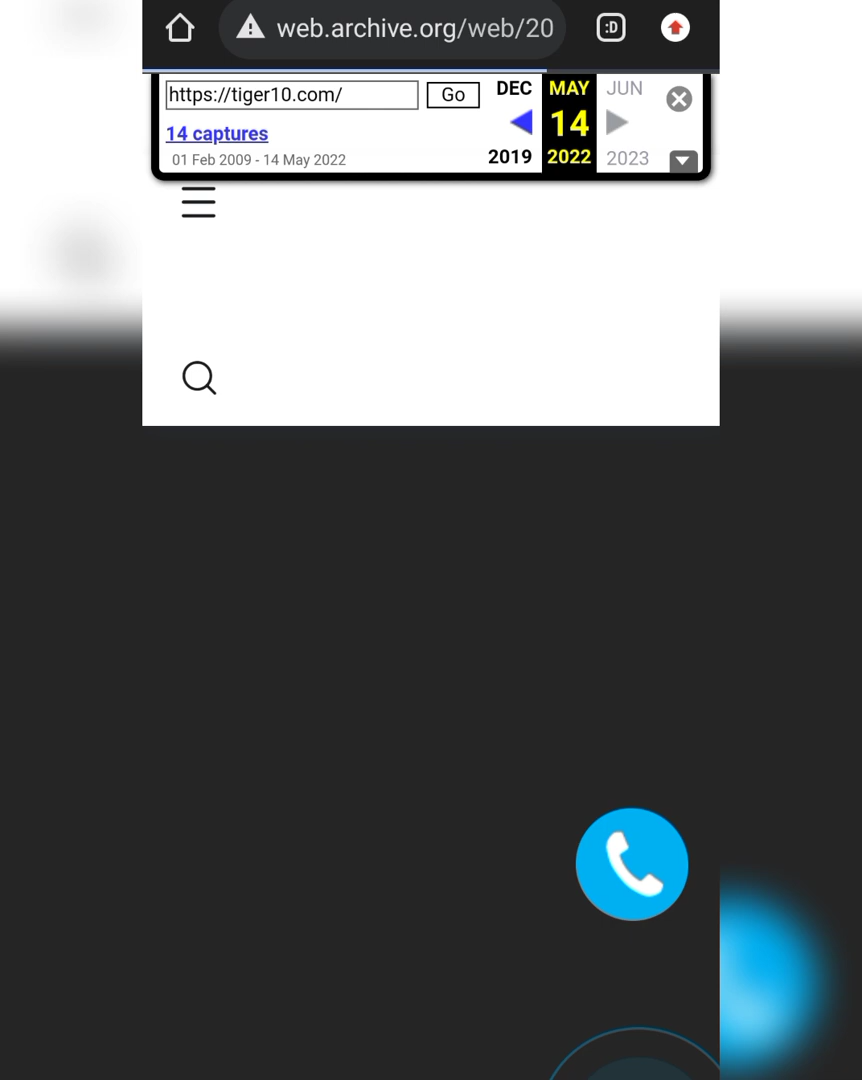 web.archive.org/web/20
:D
https://tiger10.com/
Go
DEC
MAY
JUN
14 captures
14
01 Feb 2009 - 14 May 2022
2019
2022
2023